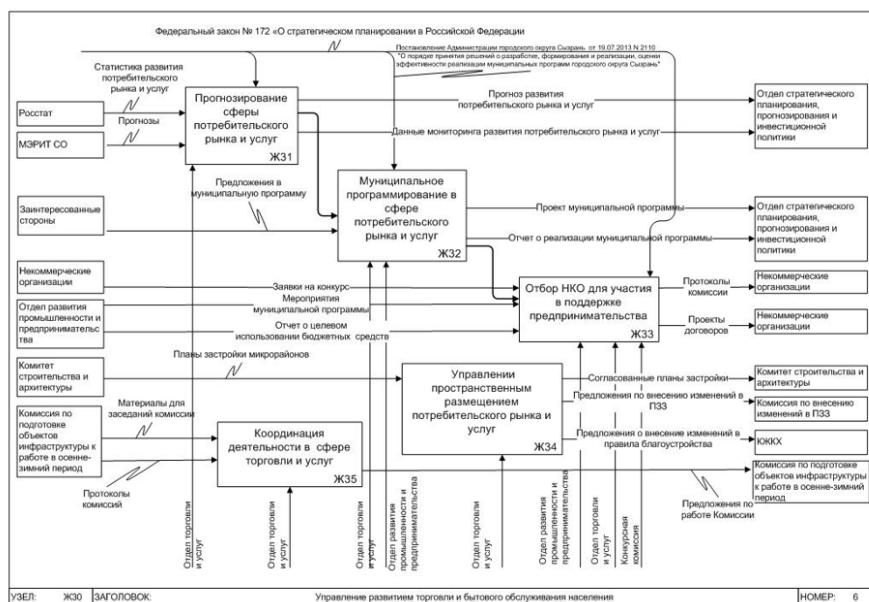 Федеральный закон № 172 «О стратегическом планировании в Российской Федерации
Постановление Администрации городского округа Сызрань от 19.07.2013 N 2110
"О порядке принятия решений о разработке, формирования и реализации, оценки
эффективности реализации муниципальных программ городского округа Сызрань"
Статистика развития
потребительского
рынка и услуг
Росстат
Прогнозы
МЭРИТ СО
Прогнозирование
сферы
потребительского
рынка и услуг
Ж31
Прогноз развития
потребительского рынка и услуг
Данные мониторинга развития потребительского рынка и услуг
Отдел стратегического
планирования,
прогнозирования и
инвестиционной
политики
Предложения в
муниципальную программу
Заинтересованные
стороны
Муниципальное
программирование в
сфере
потребительского
рынка и услуг
Ж32
Проект муниципальной программы
Отчет о реализации муниципальной программы
Отдел стратегического
планирования,
прогнозирования и
инвестиционной
политики
Некоммерческие
организации
Заявки на конкурс
Отдел развития
промышленности и
предпринимательс
тва
Мероприятия
муниципальной программы
Отчет о целевом
использовании бюджетных средств
Отбор НКО для участия
в поддержке
предпринимательства
Ж33
Протоколы
комиссии
Некоммерческие
организации
Проекты
договоров
Некоммерческие
организации
Планы застройки микрорайонов
Комитет
строительства и
архитектуры
Управлении
пространственным
размещением
потребительского рынка и
услуг
Ж34
Согласованные планы застройки
Комитет строительства и
архитектуры
Предложения по внесению изменений в
ПЗЗ
Комиссия по внесению
изменений в ПЗЗ
Предложения о внесение изменений в
правила благоустройства
КЖКХ
Комиссия по
подготовке
объектов
инфраструктуры к
работе в осенне-
зимний период
Материалы для
заседаний комиссии
Протоколы
комиссий
Координация
деятельности в сфере
торговли и услуг
Ж35
Комиссия по подготовке
объектов инфраструктуры
к работе в осенне-зимний
период
Предложения по
работе Комиссии
Отдел торговли
и услуг
Отдел торговли
и услуг
Отдел торговли
и услуг
Отдел развития
промышленности и
предпринимательства
Отдел торговли
и услуг
Отдел развития
промышленности и
предпринимательства
Отдел торговли
и услуг
Конкурсная
комиссия
УЗЕЛ: Ж30 ЗАГОЛОВОК: Управление развитием торговли и бытового обслуживания населения НОМЕР: 6